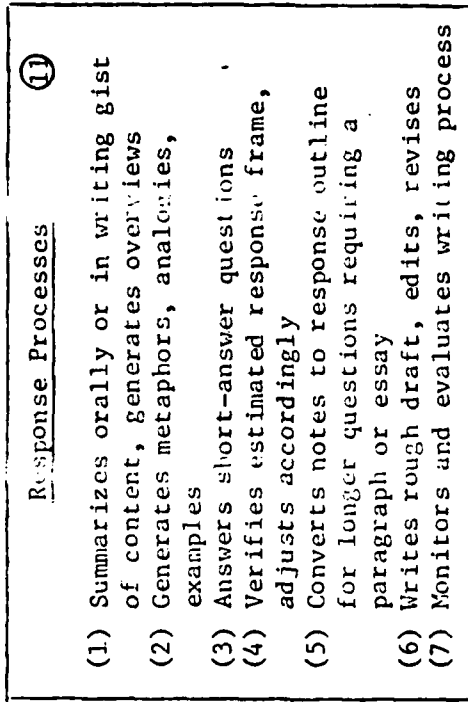 Response Processes ⑪
(1) Summarizes orally or in writing gist
of content, generates overviews
(2) Generates metaphors, analogies,
examples
(3) Answers short-answer questions
(4) Verifies estimated response frame,
adjusts accordingly
(5) Converts notes to response outline
for longer questions requiring a
paragraph or essay
(6) Writes rough draft, edits, revises
(7) Monitors and evaluates writing process